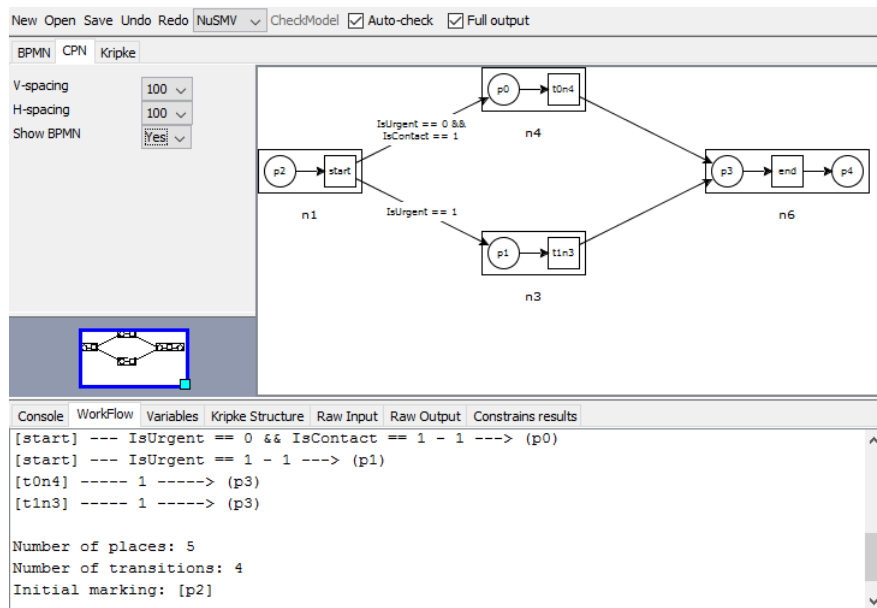 New Open Save Undo Redo NuSMV CheckModel Auto-check Full output
BPMN CPN Kripke
V-spacing 100
H-spacing 100
Show BPMN Yes
p0 t0n4
n4
IsUrgent == 0 &&
IsContact == 1
p2 start
n1
p3 end p4
n6
IsUrgent == 1
p1 t1n3
n3
Console WorkFlow Variables Kripke Structure Raw Input Raw Output Constrains results
[start] --- IsUrgent == 0 && IsContact == 1 - 1 ---> (p0)
[start] --- IsUrgent == 1 - 1 ---> (p1)
[t0n4] ----- 1 -----> (p3)
[t1n3] ----- 1 -----> (p3)
Number of places: 5
Number of transitions: 4
Initial marking: [p2]